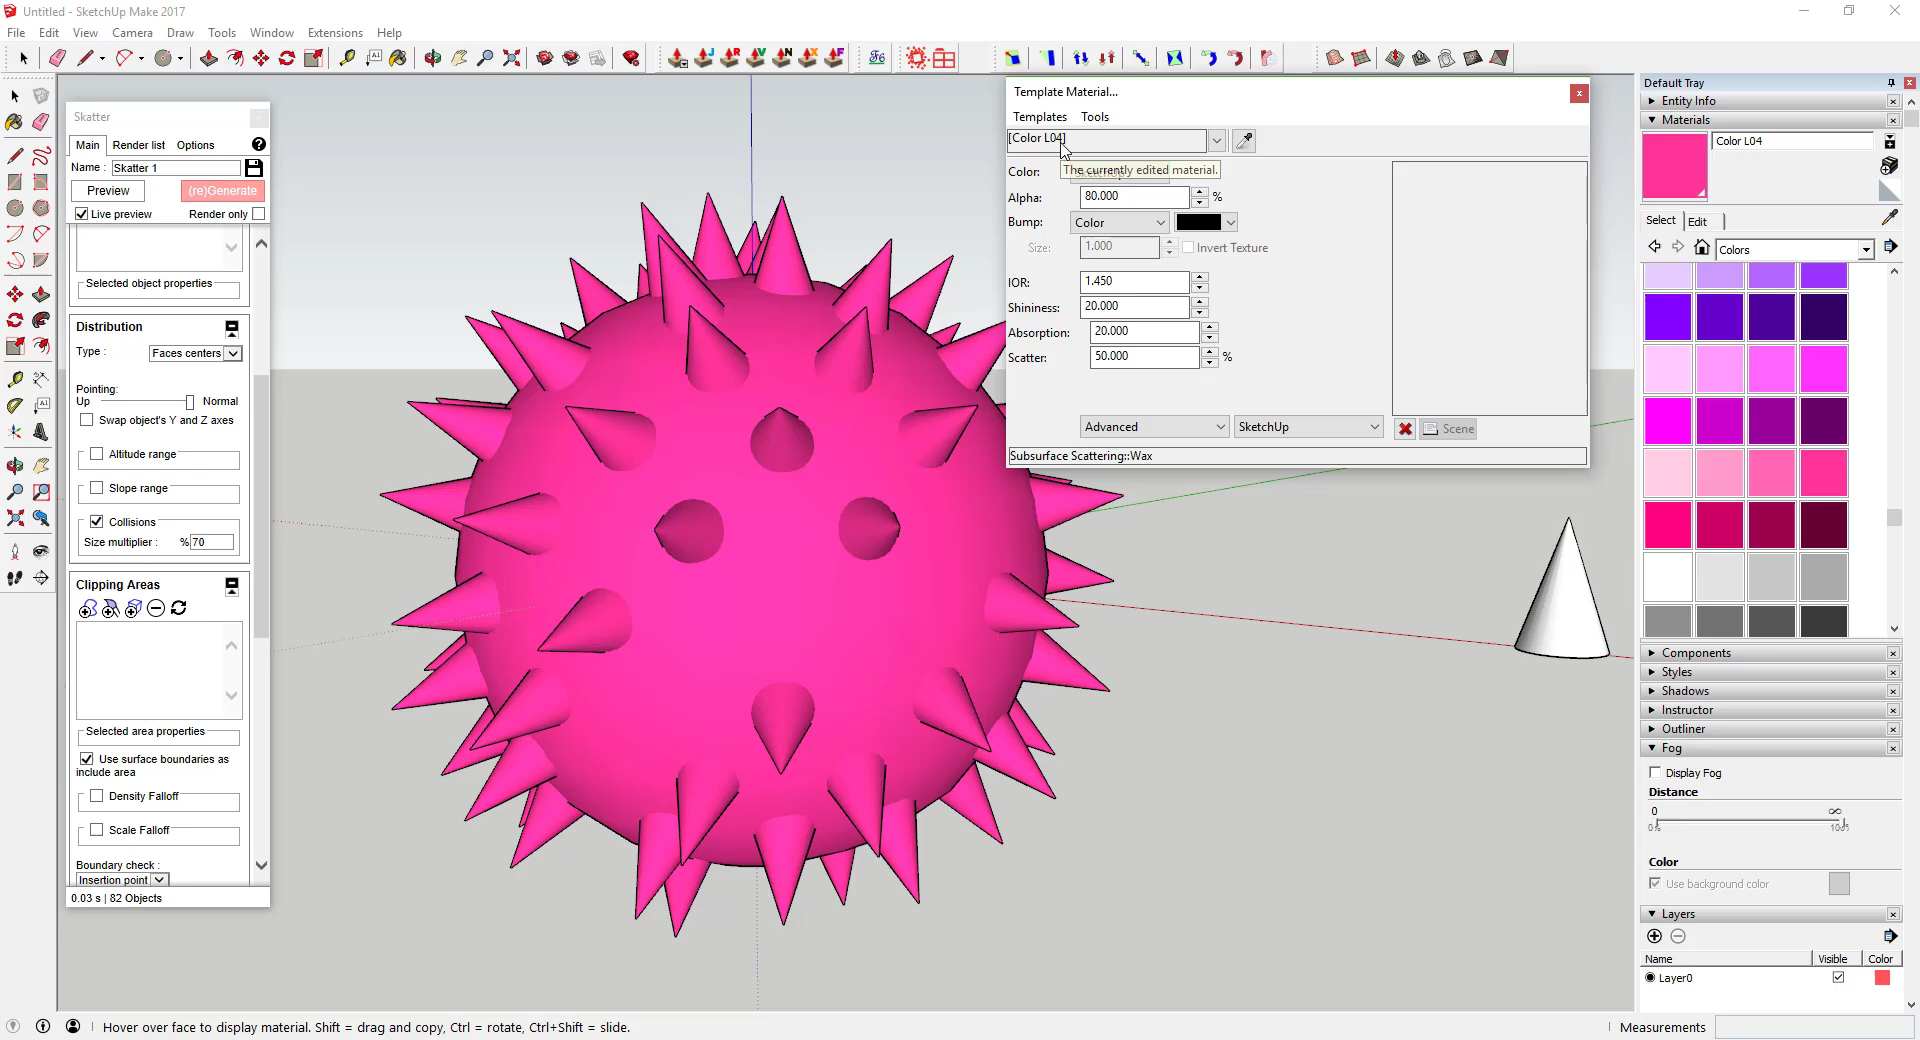 Untitled - SketchUp Make 2017
File Edit View Camera Draw Tools Window Extensions Help
Skatter
Main Render list Options
Name : Skatter 1
Preview (re)Generate
Live preview Render only
Selected object properties
Distribution
Type : Faces centers
Pointing:
Up Normal
Swap object's Y and Z axes
Altitude range
Slope range
Collisions
Size multiplier : %70
Clipping Areas
Selected area properties
Use surface boundaries as
include area
Density Falloff
Scale Falloff
Boundary check :
Insertion point
0.03 s | 82 Objects
Template Material...
Templates Tools
[Color L04]
The currently edited material.
Color:
Alpha: 80.000 %
Bump: Color
Size: 1.000 Invert Texture
IOR: 1.450
Shininess: 20.000
Absorption: 20.000
Scatter: 50.000 %
Advanced SketchUp Scene
Subsurface Scattering::Wax
Default Tray
Entity Info
Materials
Color L04
Select Edit
Colors
Components
Styles
Shadows
Instructor
Outliner
Fog
Display Fog
Distance
0 ∞
0% 100%
Color
Use background color
Layers
Name Visible Color
Layer0
Hover over face to display material. Shift = drag and copy, Ctrl = rotate, Ctrl+Shift = slide.
Measurements